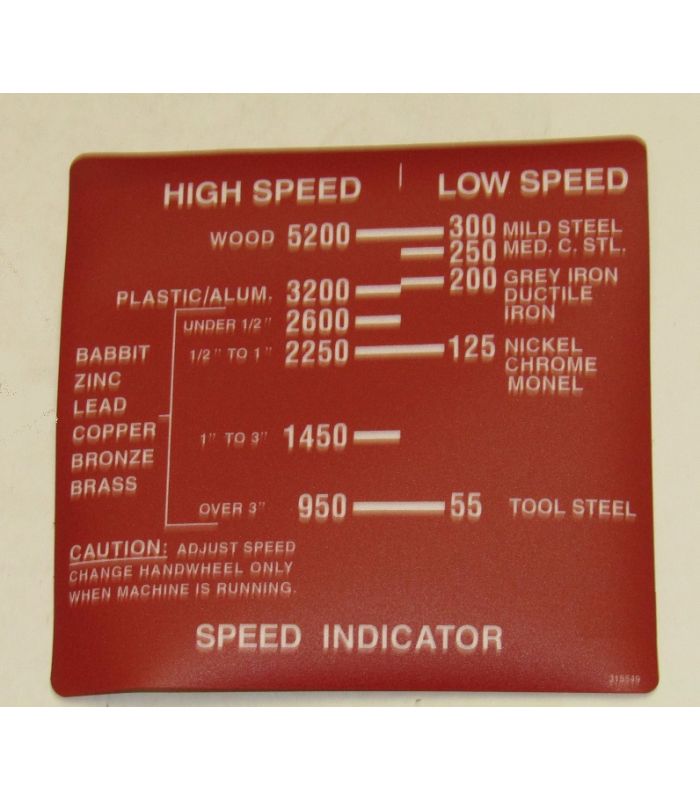 HIGH SPEED | LOW SPEED
WOOD 5200 300 MILD STEEL
250 MED. C. STL.
PLASTIC/ALUM. 3200 200 GREY IRON
DUCTILE
IRON
UNDER 1/2" 2600
1/2" TO 1" 2250 125 NICKEL
CHROME
MONEL
BABBIT
ZINC
LEAD
COPPER
BRONZE
BRASS
1" TO 3" 1450
OVER 3" 950 55 TOOL STEEL
CAUTION: ADJUST SPEED
CHANGE HANDWHEEL ONLY
WHEN MACHINE IS RUNNING.
SPEED INDICATOR